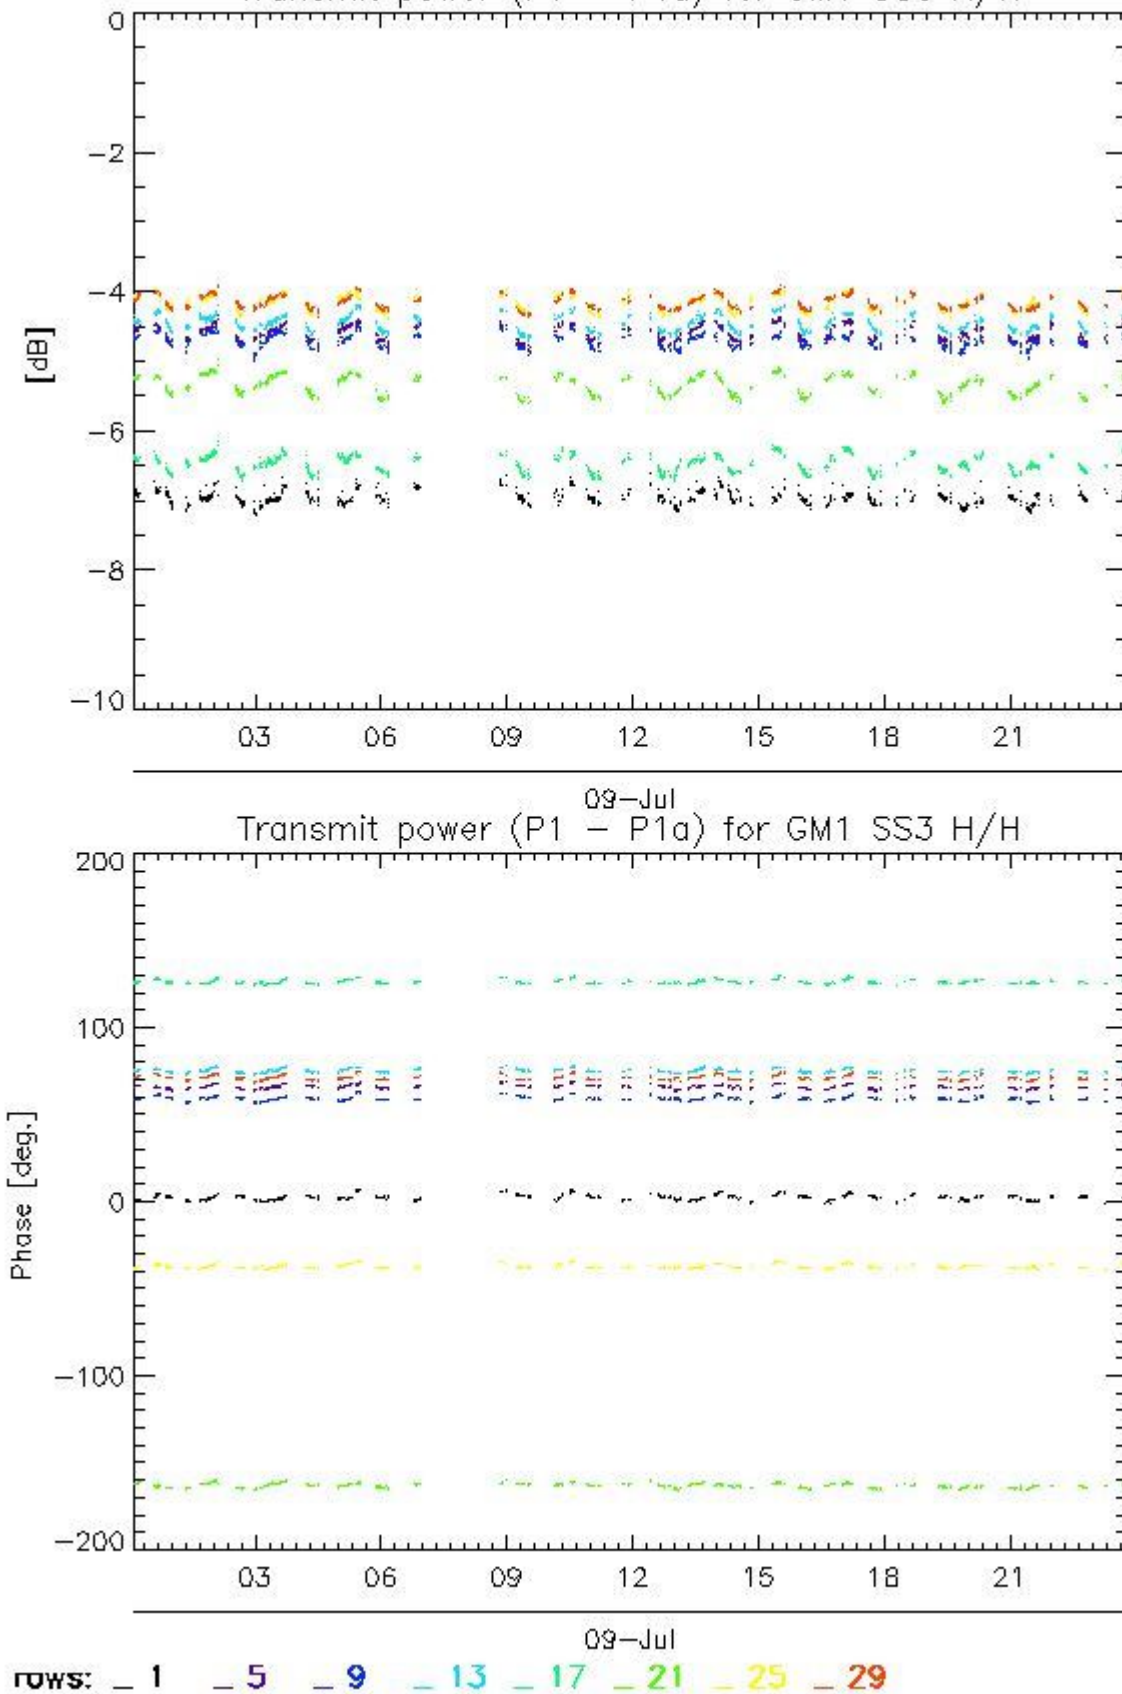 0
−2
−4
[dB]
−6
−8
−10
03 06 09 12 15 18 21
09−Jul
Transmit power (P1 − P1a) for GM1 SS3 H/H
200
100
Phase [deg.]
0
−100
−200
03 06 09 12 15 18 21
09−Jul
rows: _ 1 _ 5 _ 9 _ 13 _ 17 _ 21 _ 25 _ 29